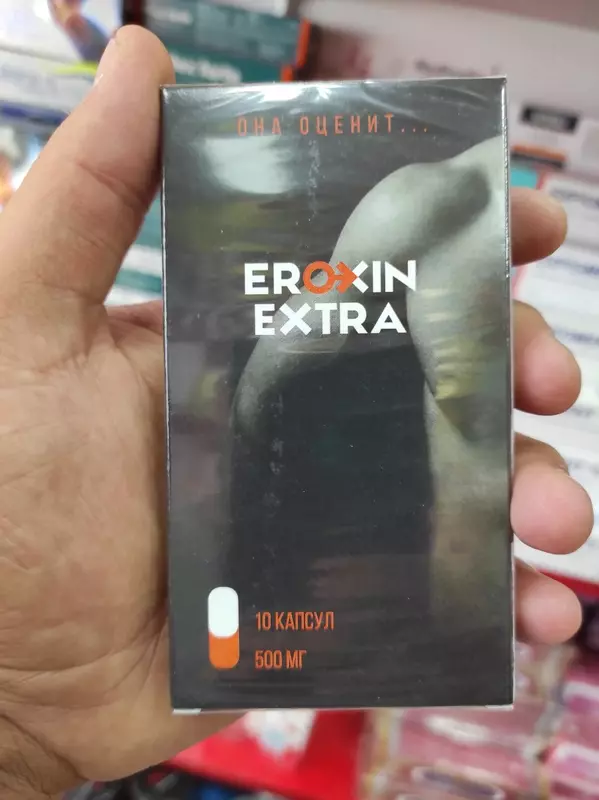 ОНА ОЦЕНИТ...
EROXIN
EXTRA
10 КАПСУЛ
500 МГ